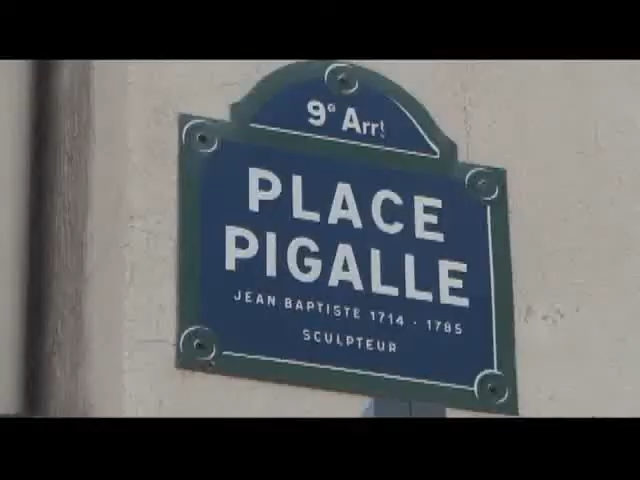 9e Arrt
PLACE
PIGALLE
JEAN BAPTISTE 1714 - 1785
SCULPTEUR